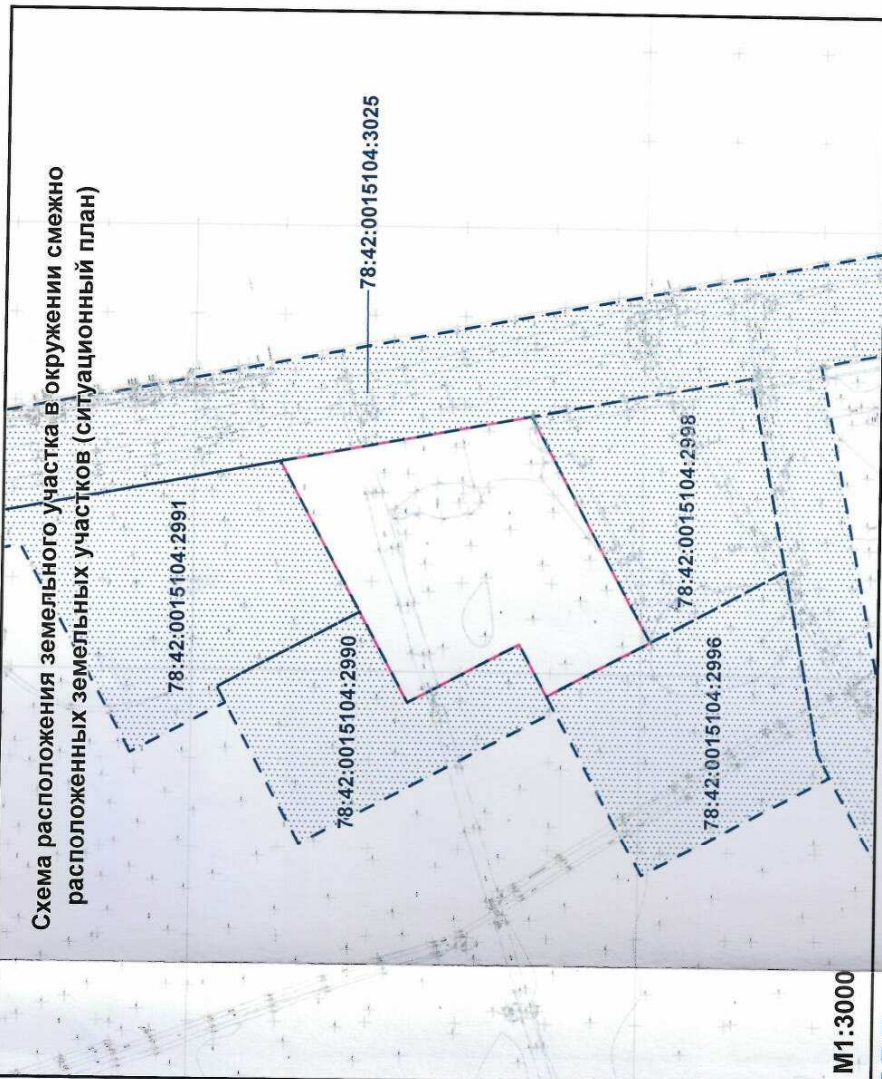 Схема расположения земельного участка в окружении смежно
расположенных земельных участков (ситуационный план)
78:42:0015104:3025
78:42:0015104:2991
78:42:0015104:2990
78:42:0015104:2998
78:42:0015104:2996
М1:3000